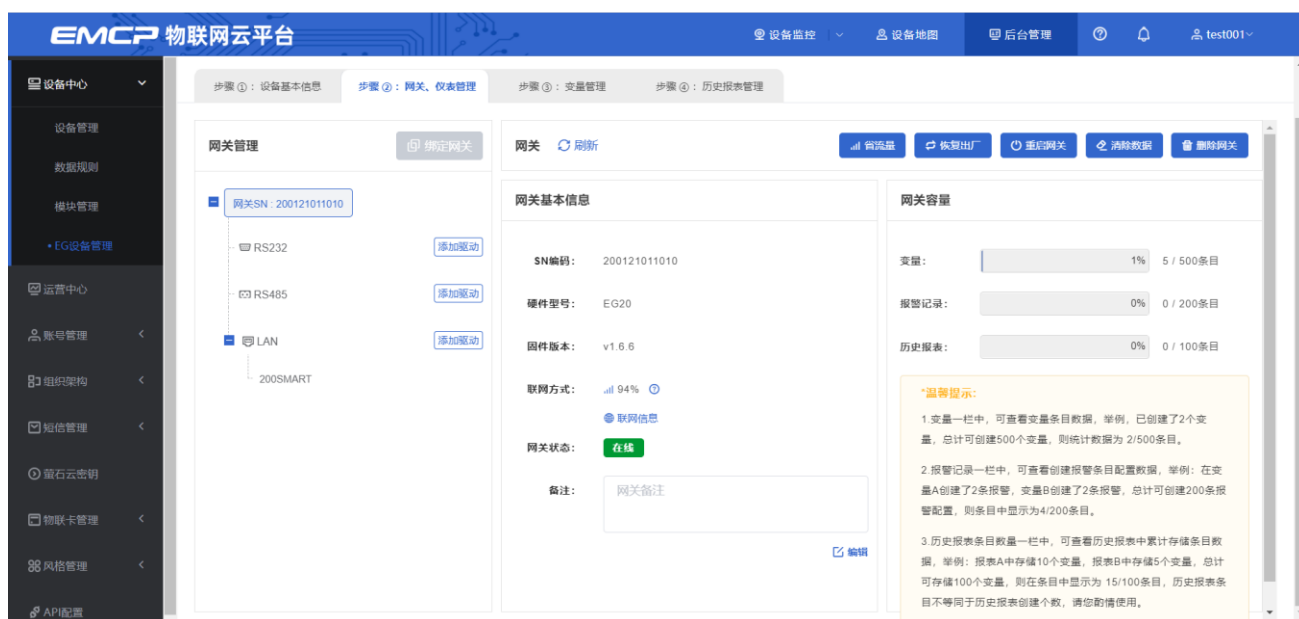 EMCP 物联网云平台
设备监控
设备地图
后台管理
test001
设备中心
设备管理
数据规则
模块管理
•EG设备管理
运营中心
账号管理
组织架构
短信管理
萤石云密钥
物联卡管理
风格管理
API配置
步骤①：设备基本信息
步骤②：网关、仪表管理
步骤③：变量管理
步骤④：历史报表管理
网关管理
绑定网关
网关SN : 200121011010
RS232
添加驱动
RS485
添加驱动
LAN
添加驱动
200SMART
网关
刷新
省流量
恢复出厂
重启网关
清除数据
删除网关
网关基本信息
SN编码：
200121011010
硬件型号：
EG20
固件版本：
v1.6.6
联网方式：
94%
联网信息
网关状态：
在线
备注：
网关备注
编辑
网关容量
变量：
1%
5 / 500条目
报警记录：
0%
0 / 200条目
历史报表：
0%
0 / 100条目
*温馨提示：
1.变量一栏中，可查看变量条目数据，举例，已创建了2个变
量，总计可创建500个变量，则统计数据为 2/500条目。
2.报警记录一栏中，可查看创建报警条目配置数据，举例：在变
量A创建了2条报警，变量B创建了2条报警，总计可创建200条报
警配置，则条目中显示为4/200条目。
3.历史报表条目数量一栏中，可查看历史报表中累计存储条目数
据，举例：报表A中存储10个变量，报表B中存储5个变量，总计
可存储100个变量，则在条目中显示为 15/100条目，历史报表条
目不等同于历史报表创建个数，请您酌情使用。